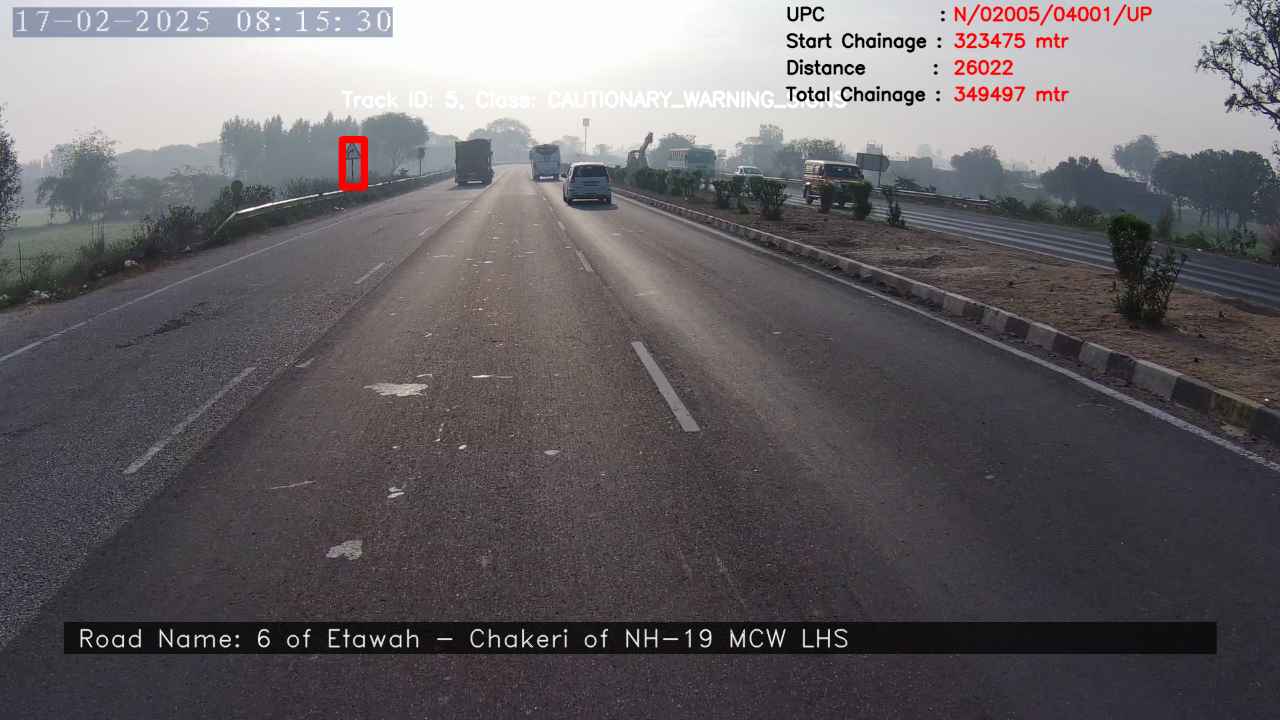 17-02-2025 08:15:30
UPC : N/02005/04001/UP
Start Chainage : 323475 mtr
Distance : 26022
Total Chainage : 349497 mtr
Track ID: 5, Class: CAUTIONARY_WARNING_SIGNS
Road Name: 6 of Etawah - Chakeri of NH-19 MCW LHS